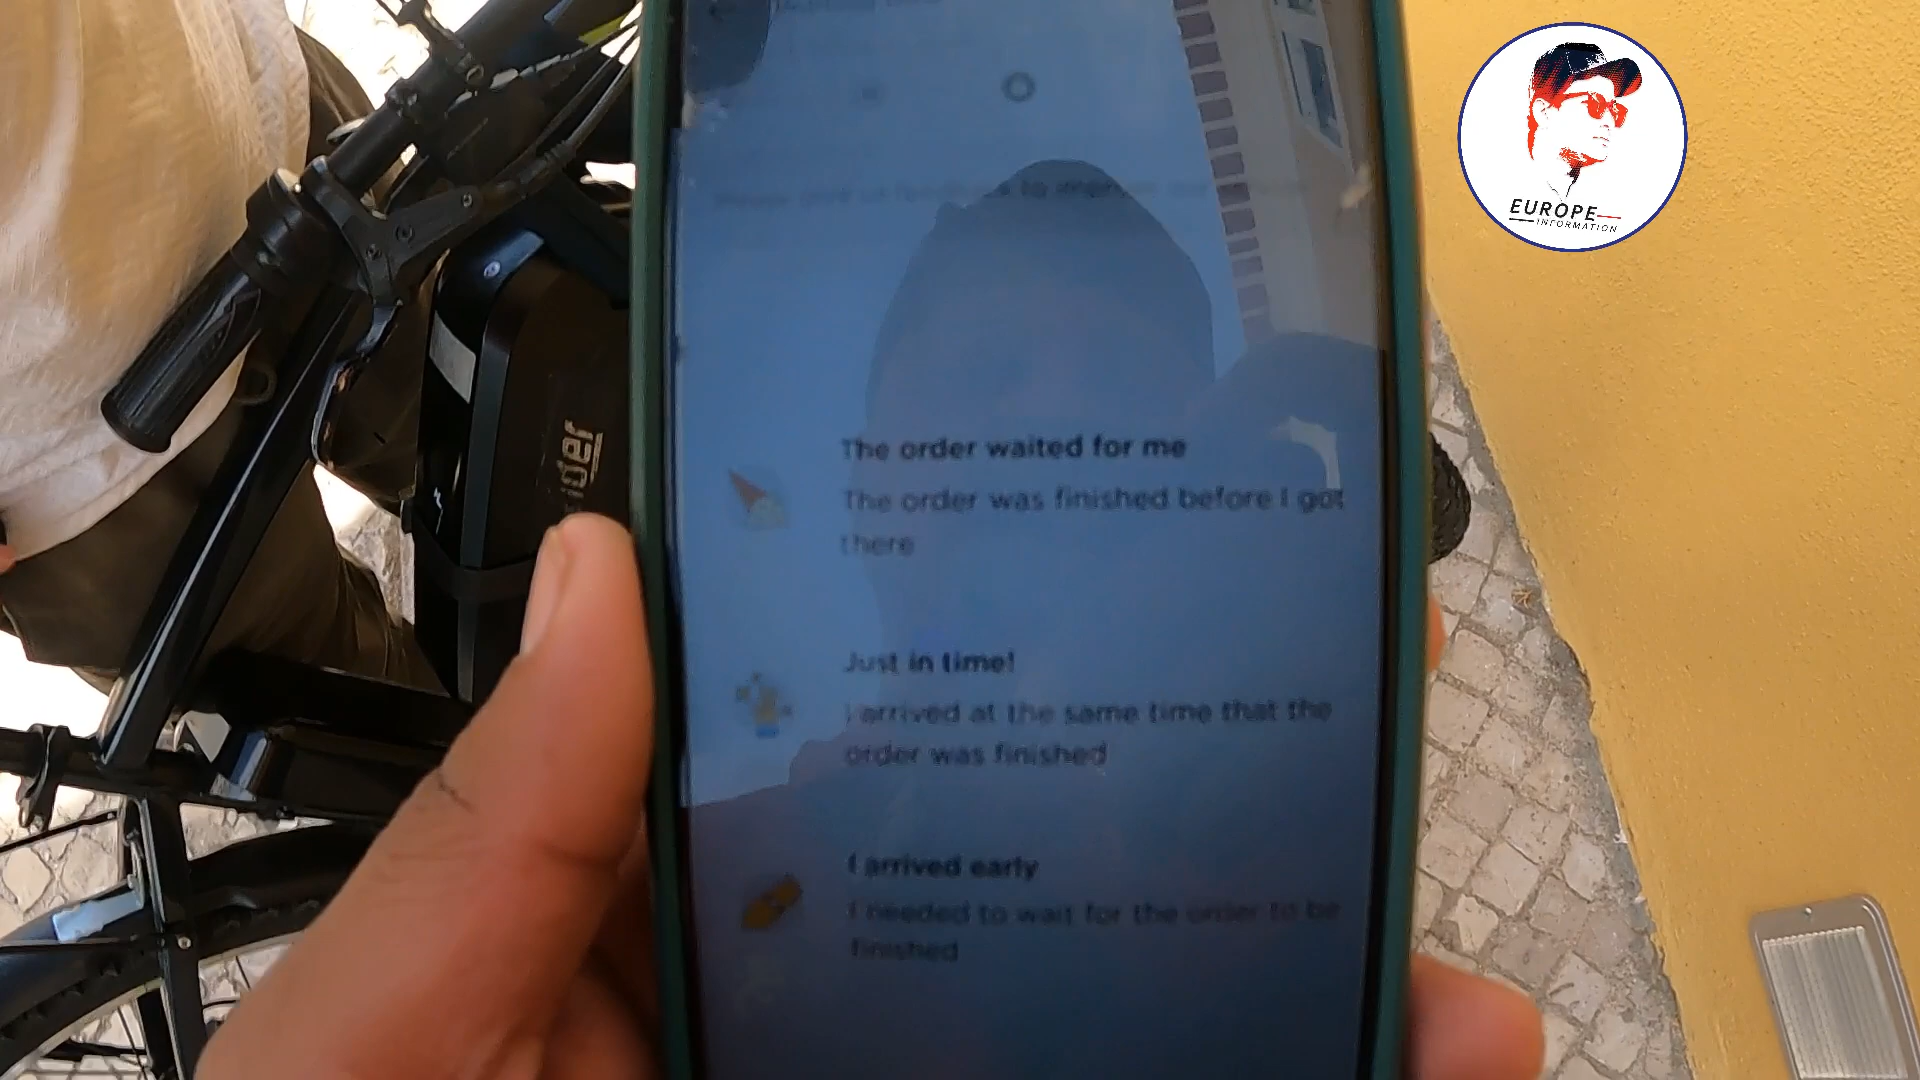 The order waited for me
The order was finished before I got
there
Just in time!
I arrived at the same time that the
order was finished
I arrived early
I needed to wait for the order to be
finished
EUROPE
INFORMATION